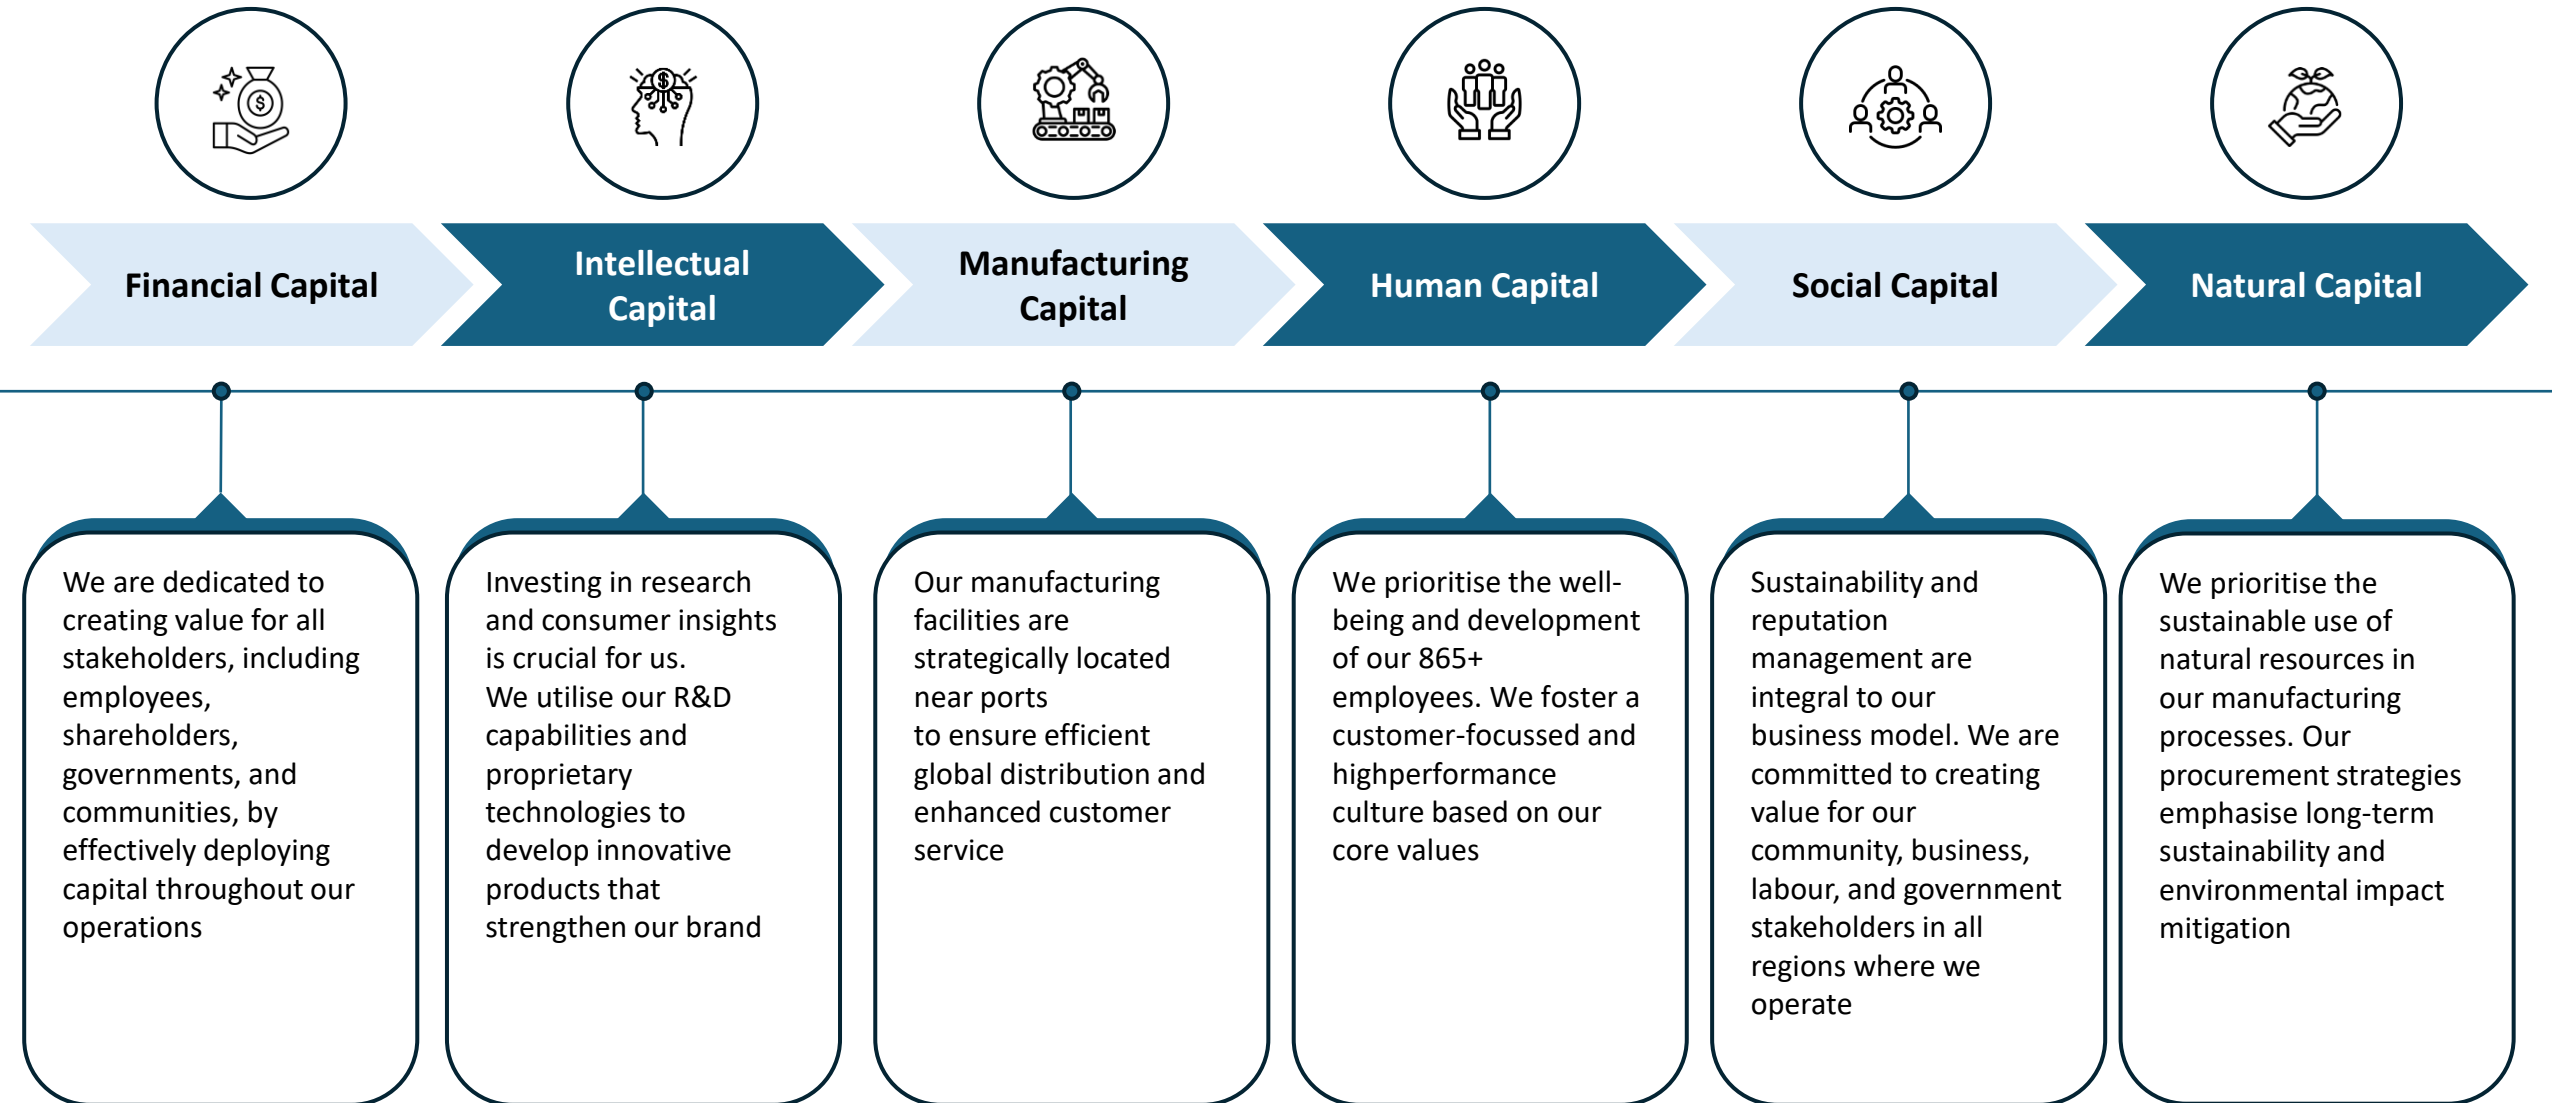 Financial Capital
Intellectual
Capital
Manufacturing
Capital
Human Capital
Social Capital
Natural Capital
We are dedicated to
creating value for all
stakeholders, including
employees,
shareholders,
governments, and
communities, by
effectively deploying
capital throughout our
operations
Investing in research
and consumer insights
is crucial for us.
We utilise our R&D
capabilities and
proprietary
technologies to
develop innovative
products that
strengthen our brand
Our manufacturing
facilities are
strategically located
near ports
to ensure efficient
global distribution and
enhanced customer
service
We prioritise the well-
being and development
of our 865+
employees. We foster a
customer-focussed and
highperformance
culture based on our
core values
Sustainability and
reputation
management are
integral to our
business model. We are
committed to creating
value for our
community, business,
labour, and government
stakeholders in all
regions where we
operate
We prioritise the
sustainable use of
natural resources in
our manufacturing
processes. Our
procurement strategies
emphasise long-term
sustainability and
environmental impact
mitigation